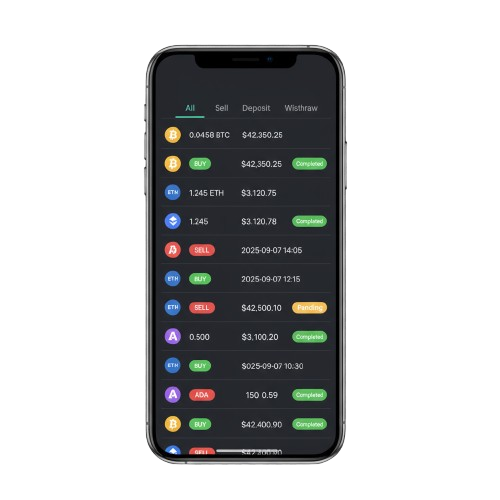 All Sell Deposit Wisthraw
0.0458 BTC $42,350.25
BUY $42,350,25 Completed
ETH 1.245 ETH $3.120.75
1.245 $3.120.78 Completed
SELL 2025-09-07 14:05
ETH BUY 2025-09-07 12:15
ETH SELL $42,500.10 Pending
A 0.500 $3,100.20 Completed
ETH BUY $025-09-07 10:30
A ADA 150 0.59 Completed
B BUY $42.400.90 Completed
SELL